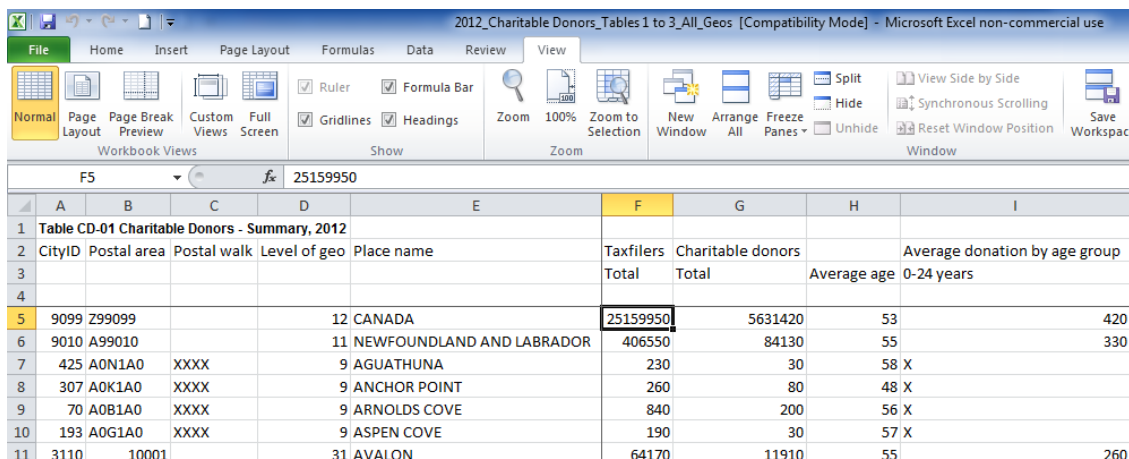 2012_Charitable Donors_Tables 1 to 3_All_Geos [Compatibility Mode] - Microsoft Excel non-commercial use
File Home Insert Page Layout Formulas Data Review View
Normal Page Layout Page Break Preview Custom Views Full Screen
Workbook Views
Ruler Formula Bar
Gridlines Headings
Show
Zoom 100% Zoom to Selection
Zoom
New Window Arrange All Freeze Panes
Split
Hide
Unhide
View Side by Side
Synchronous Scrolling
Reset Window Position
Window
Save Workspac
F5 fx 25159950
A B C D E F G H I
1 Table CD-01 Charitable Donors - Summary, 2012
2 CityID Postal area Postal walk Level of geo Place name Taxfilers Charitable donors Average donation by age group
3 Total Total Average age 0-24 years
4
5 9099 Z99099 12 CANADA 25159950 5631420 53 420
6 9010 A99010 11 NEWFOUNDLAND AND LABRADOR 406550 84130 55 330
7 425 A0N1A0 XXXX 9 AGUATHUNA 230 30 58 X
8 307 A0K1A0 XXXX 9 ANCHOR POINT 260 80 48 X
9 70 A0B1A0 XXXX 9 ARNOLDS COVE 840 200 56 X
10 193 A0G1A0 XXXX 9 ASPEN COVE 190 30 57 X
11 3110 10001 31 AVALON 64170 11910 55 260